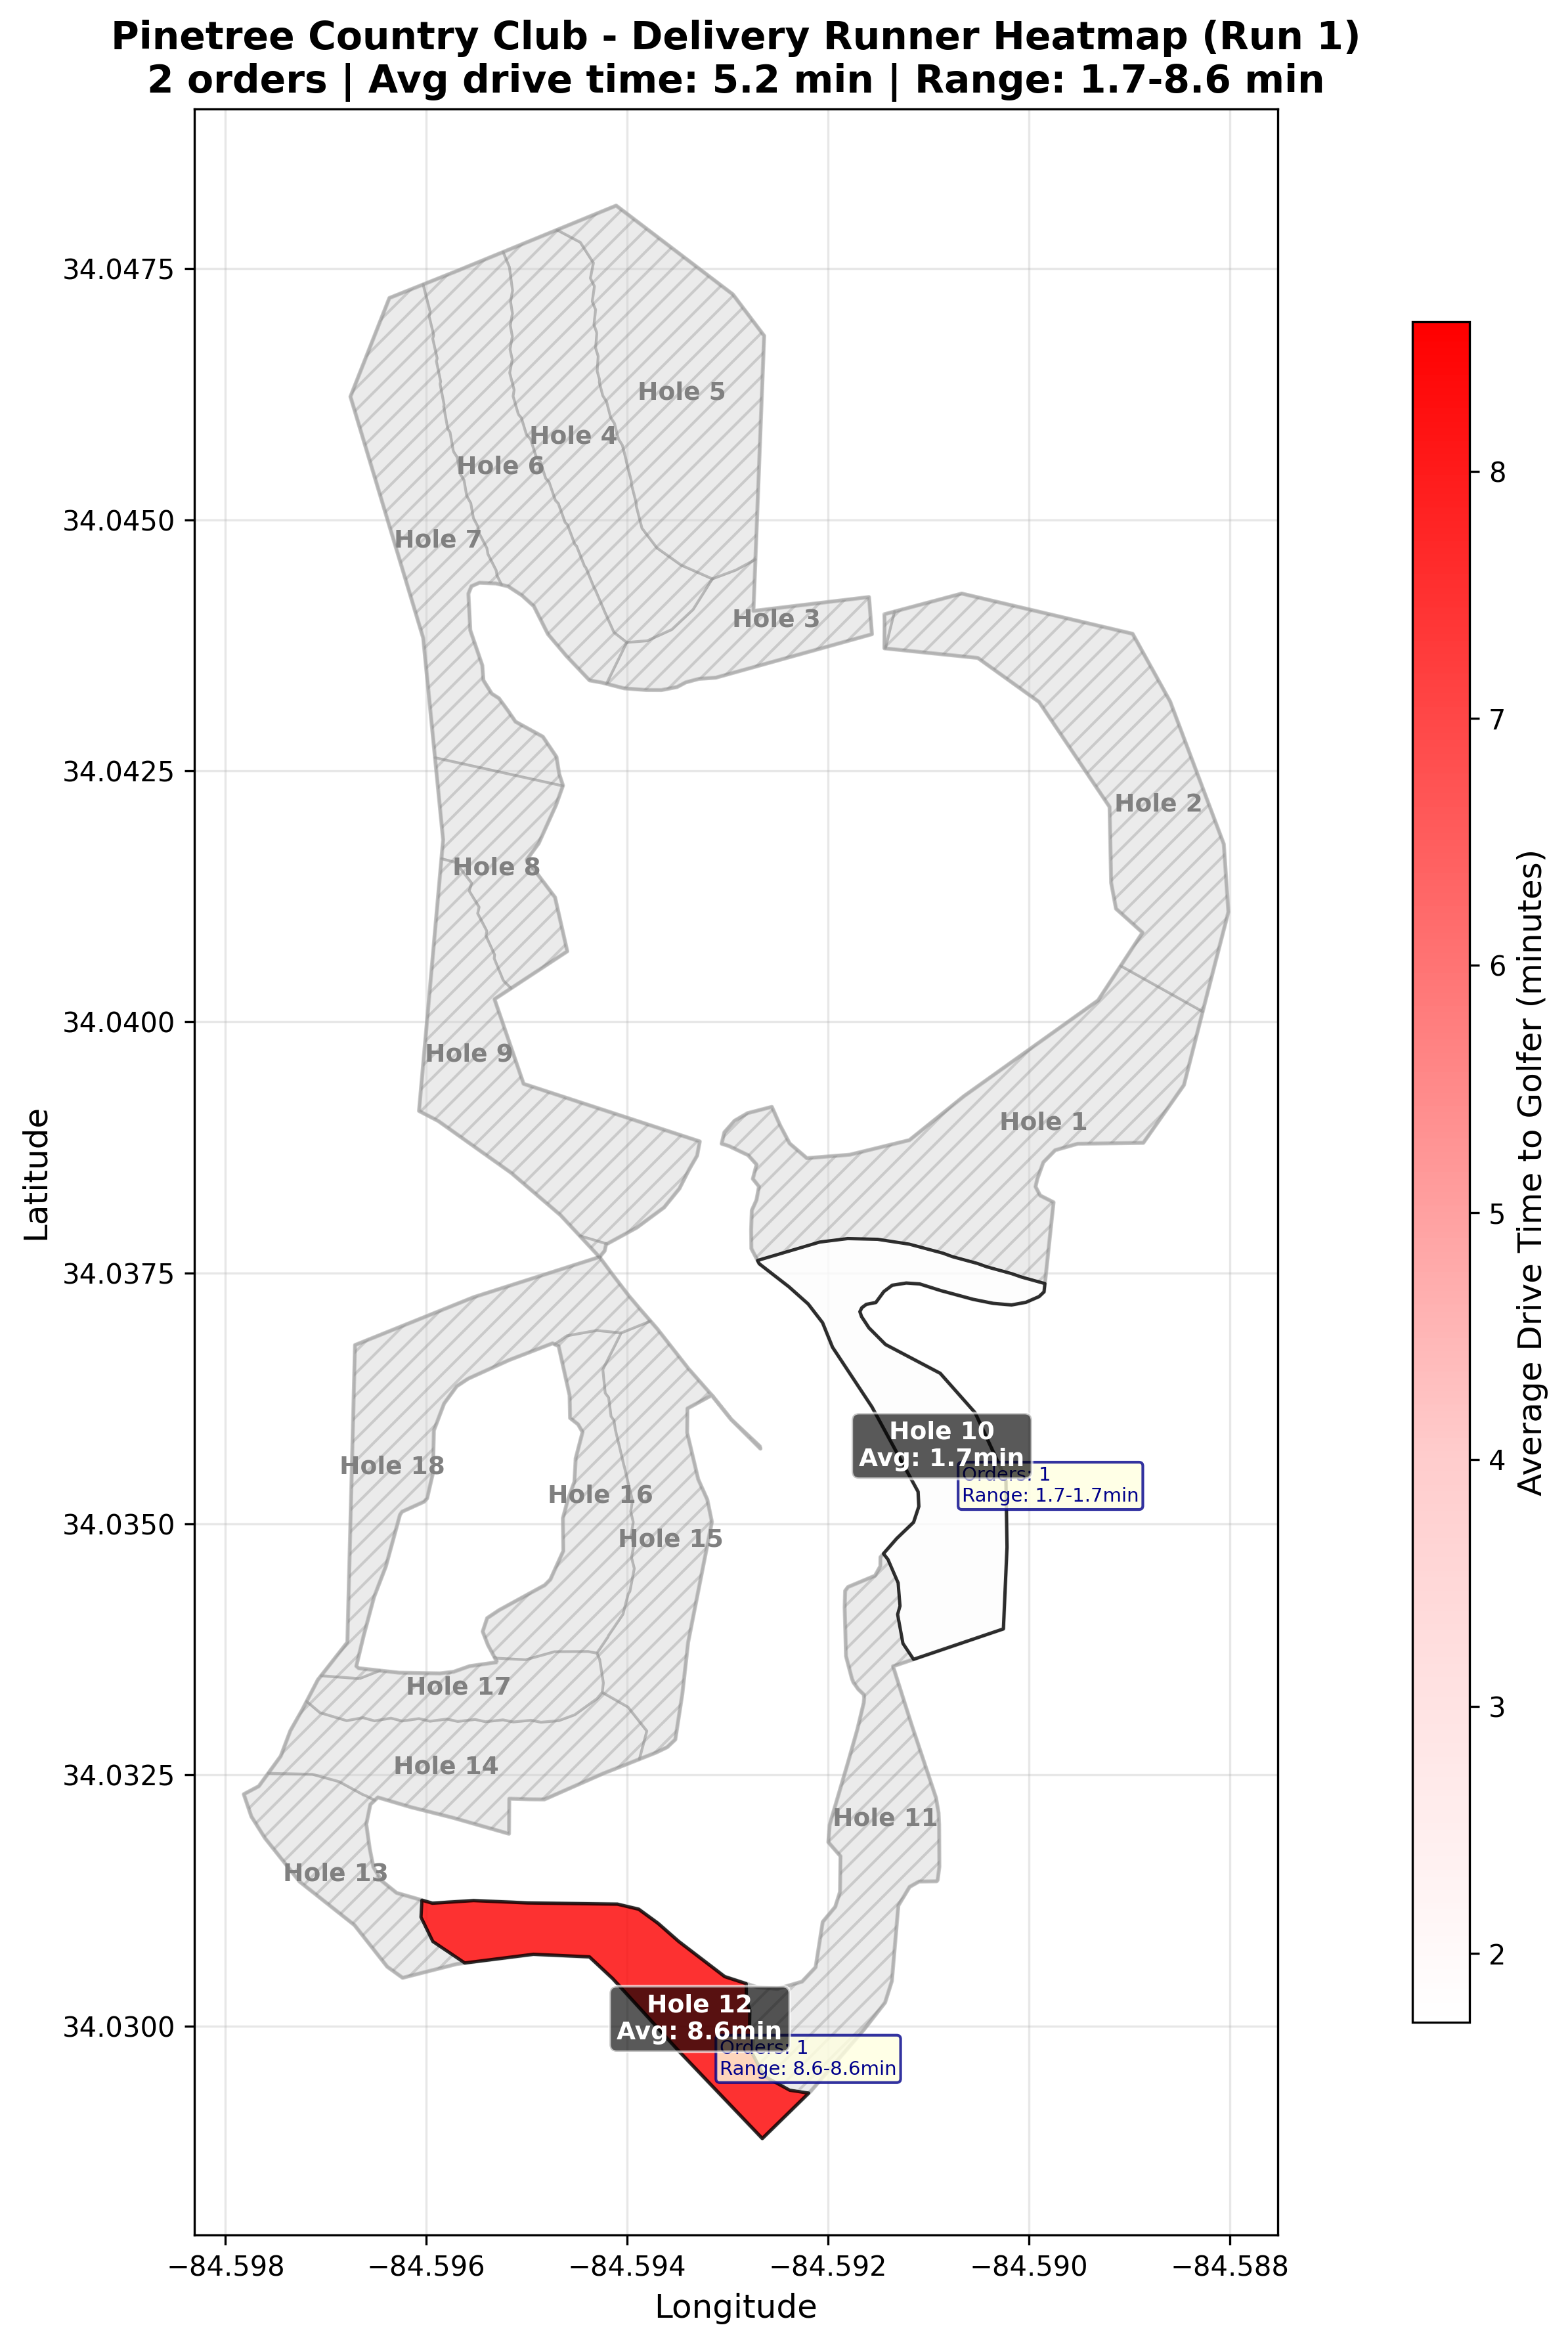 Pinetree Country Club - Delivery Runner Heatmap (Run 1)
2 orders | Avg drive time: 5.2 min | Range: 1.7-8.6 min
34.0475
34.0450
34.0425
34.0400
34.0375
34.0350
34.0325
34.0300
Latitude
Hole 5
Hole 4
Hole 6
Hole 7
Hole 3
Hole 2
Hole 8
Hole 9
Hole 1
Hole 10
Avg: 1.7min
Orders: 1
Range: 1.7-1.7min
Hole 18
Hole 16
Hole 15
Hole 17
Hole 14
Hole 11
Hole 13
Hole 12
Avg: 8.6min
Orders: 1
Range: 8.6-8.6min
−84.598
−84.596
−84.594
−84.592
−84.590
−84.588
Longitude
8
7
6
5
4
3
2
Average Drive Time to Golfer (minutes)